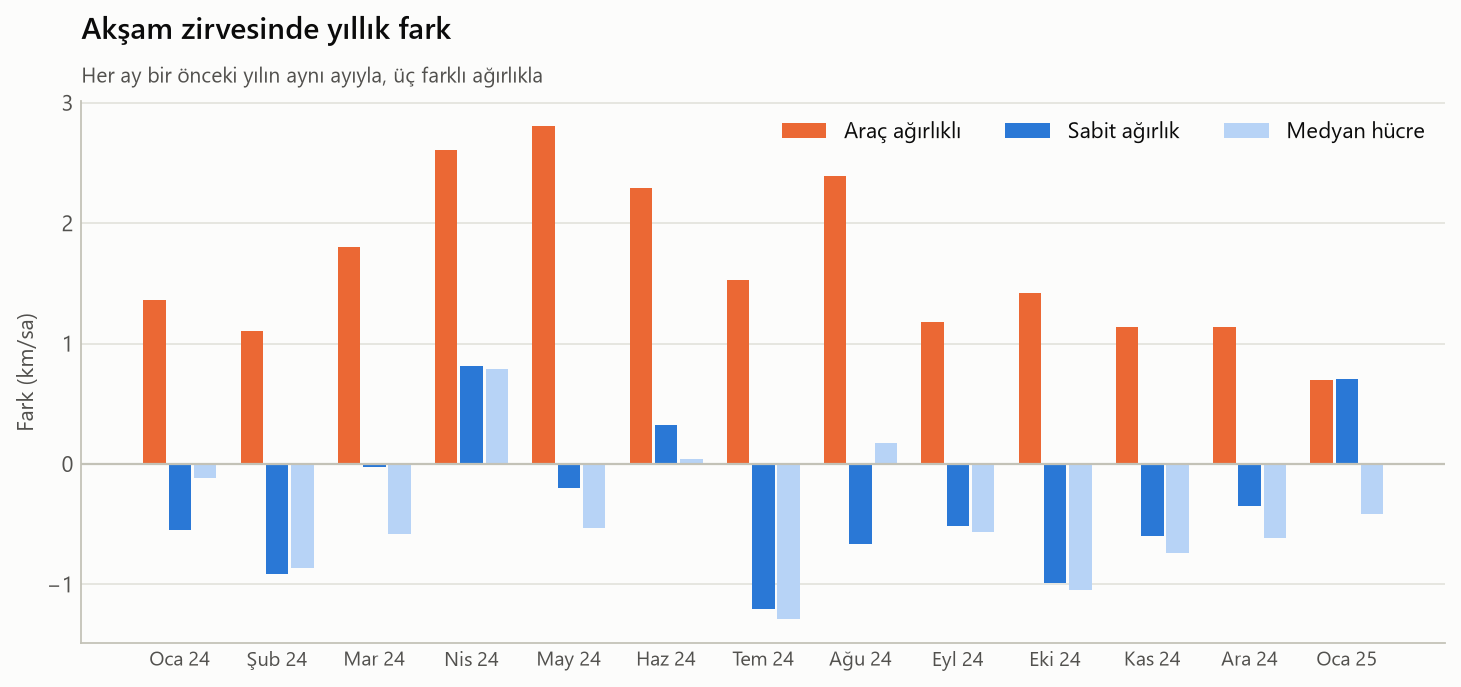 Akşam zirvesinde yıllık fark
Her ay bir önceki yılın aynı ayıyla, üç farklı ağırlıkla
Araç ağırlıklı Sabit ağırlık Medyan hücre
Fark (km/sa)
3
2
1
0
−1
Oca 24 Şub 24 Mar 24 Nis 24 May 24 Haz 24 Tem 24 Ağu 24 Eyl 24 Eki 24 Kas 24 Ara 24 Oca 25